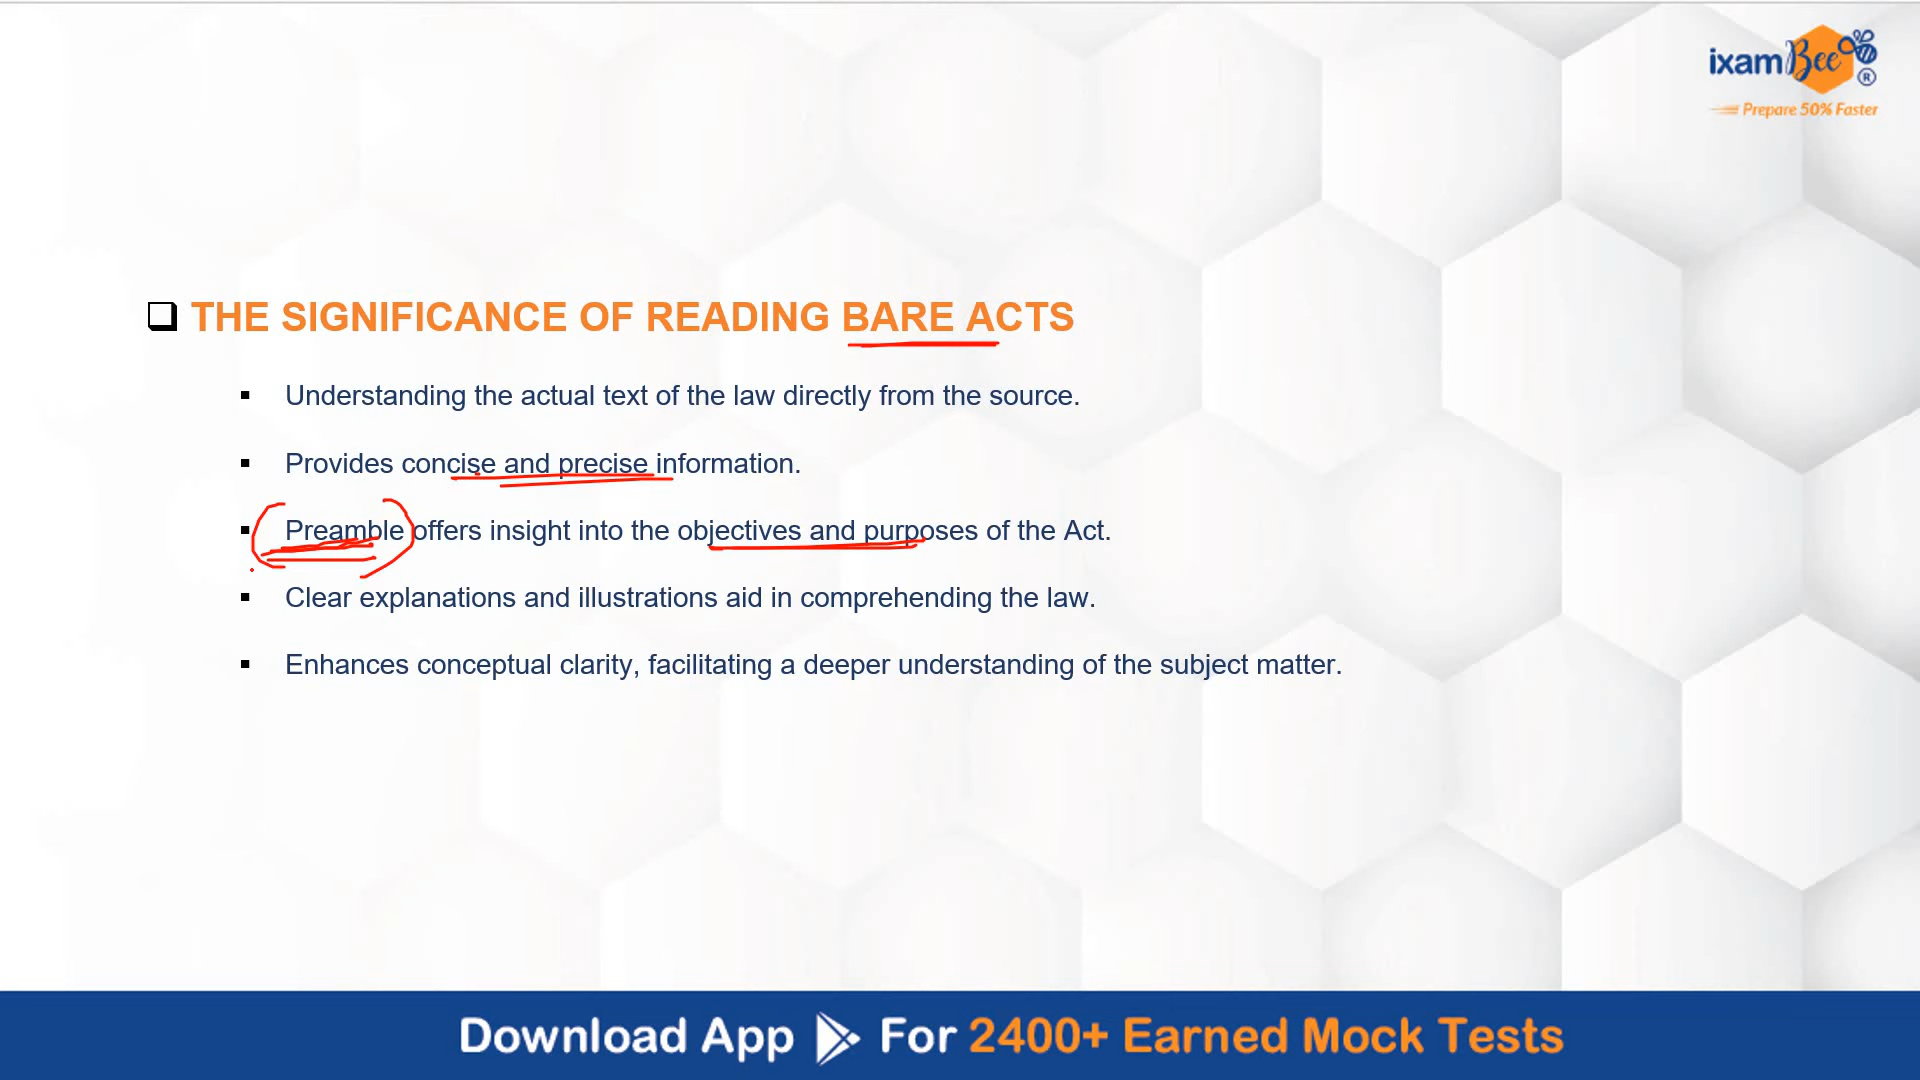 ixamBee®
Prepare 50% Faster
THE SIGNIFICANCE OF READING BARE ACTS
Understanding the actual text of the law directly from the source.
Provides concise and precise information.
Preamble offers insight into the objectives and purposes of the Act.
Clear explanations and illustrations aid in comprehending the law.
Enhances conceptual clarity, facilitating a deeper understanding of the subject matter.
Download App For 2400+ Earned Mock Tests